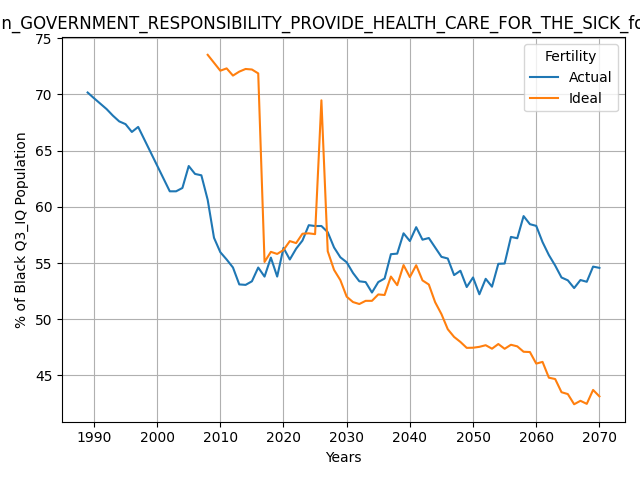 n_GOVERNMENT_RESPONSIBILITY_PROVIDE_HEALTH_CARE_FOR_THE_SICK_fo
75
70
65
60
55
50
45
% of Black Q3_IQ Population
Fertility
Actual
Ideal
1990 2000 2010 2020 2030 2040 2050 2060 2070
Years